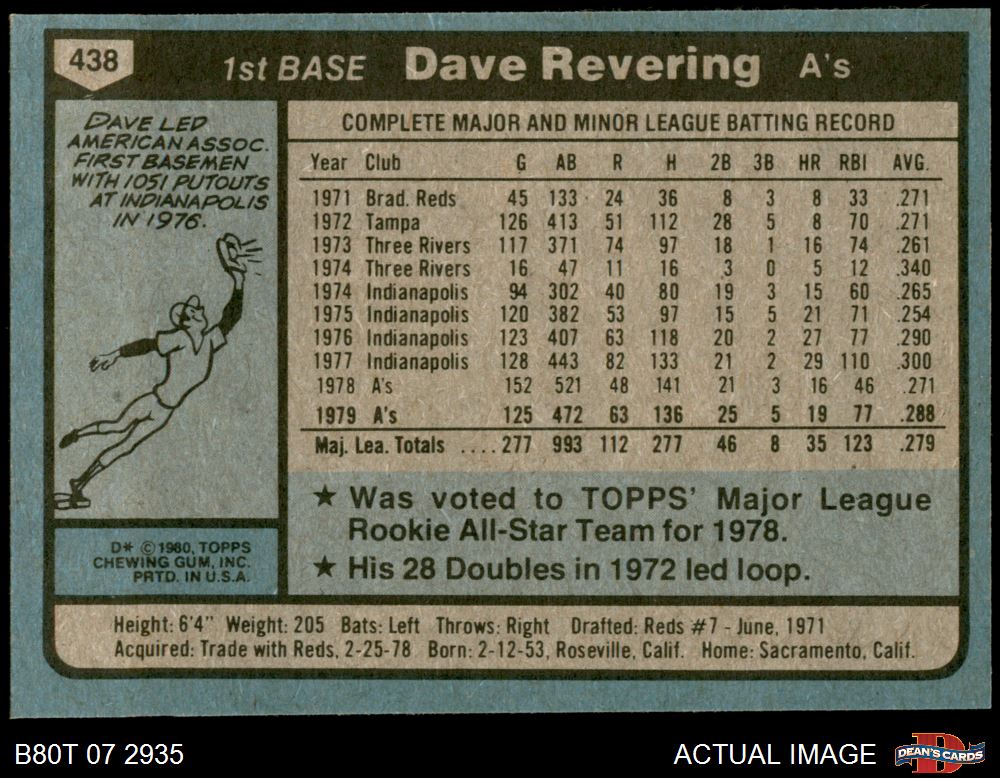 438
1st BASE Dave Revering A's
DAVE LED
AMERICAN ASSOC.
FIRST BASEMEN
WITH 1051 PUTOUTS
AT INDIANAPOLIS
IN 1976.
D* ©1980, TOPPS
CHEWING GUM, INC.
PRTD. IN U.S.A.
COMPLETE MAJOR AND MINOR LEAGUE BATTING RECORD
Year Club G AB R H 2B 3B HR RBI AVG.
1971 Brad. Reds 45 133 24 36 8 3 8 33 .271
1972 Tampa 126 413 51 112 28 5 8 70 .271
1973 Three Rivers 117 371 74 97 18 1 16 74 .261
1974 Three Rivers 16 47 11 16 3 0 5 12 .340
1974 Indianapolis 94 302 40 80 19 3 15 60 .265
1975 Indianapolis 120 382 53 97 15 5 21 71 .254
1976 Indianapolis 123 407 63 118 20 2 27 77 .290
1977 Indianapolis 128 443 82 133 21 2 29 110 .300
1978 A's 152 521 48 141 21 3 16 46 .271
1979 A's 125 472 63 136 25 5 19 77 .288
Maj. Lea. Totals ....277 993 112 277 46 8 35 123 .279
★ Was voted to TOPPS' Major League
Rookie All-Star Team for 1978.
★ His 28 Doubles in 1972 led loop.
Height: 6'4" Weight: 205 Bats: Left Throws: Right Drafted: Reds #7 - June, 1971
Acquired: Trade with Reds, 2-25-78 Born: 2-12-53, Roseville, Calif. Home: Sacramento, Calif.
B80T 07 2935
ACTUAL IMAGE
DEAN'S CARDS